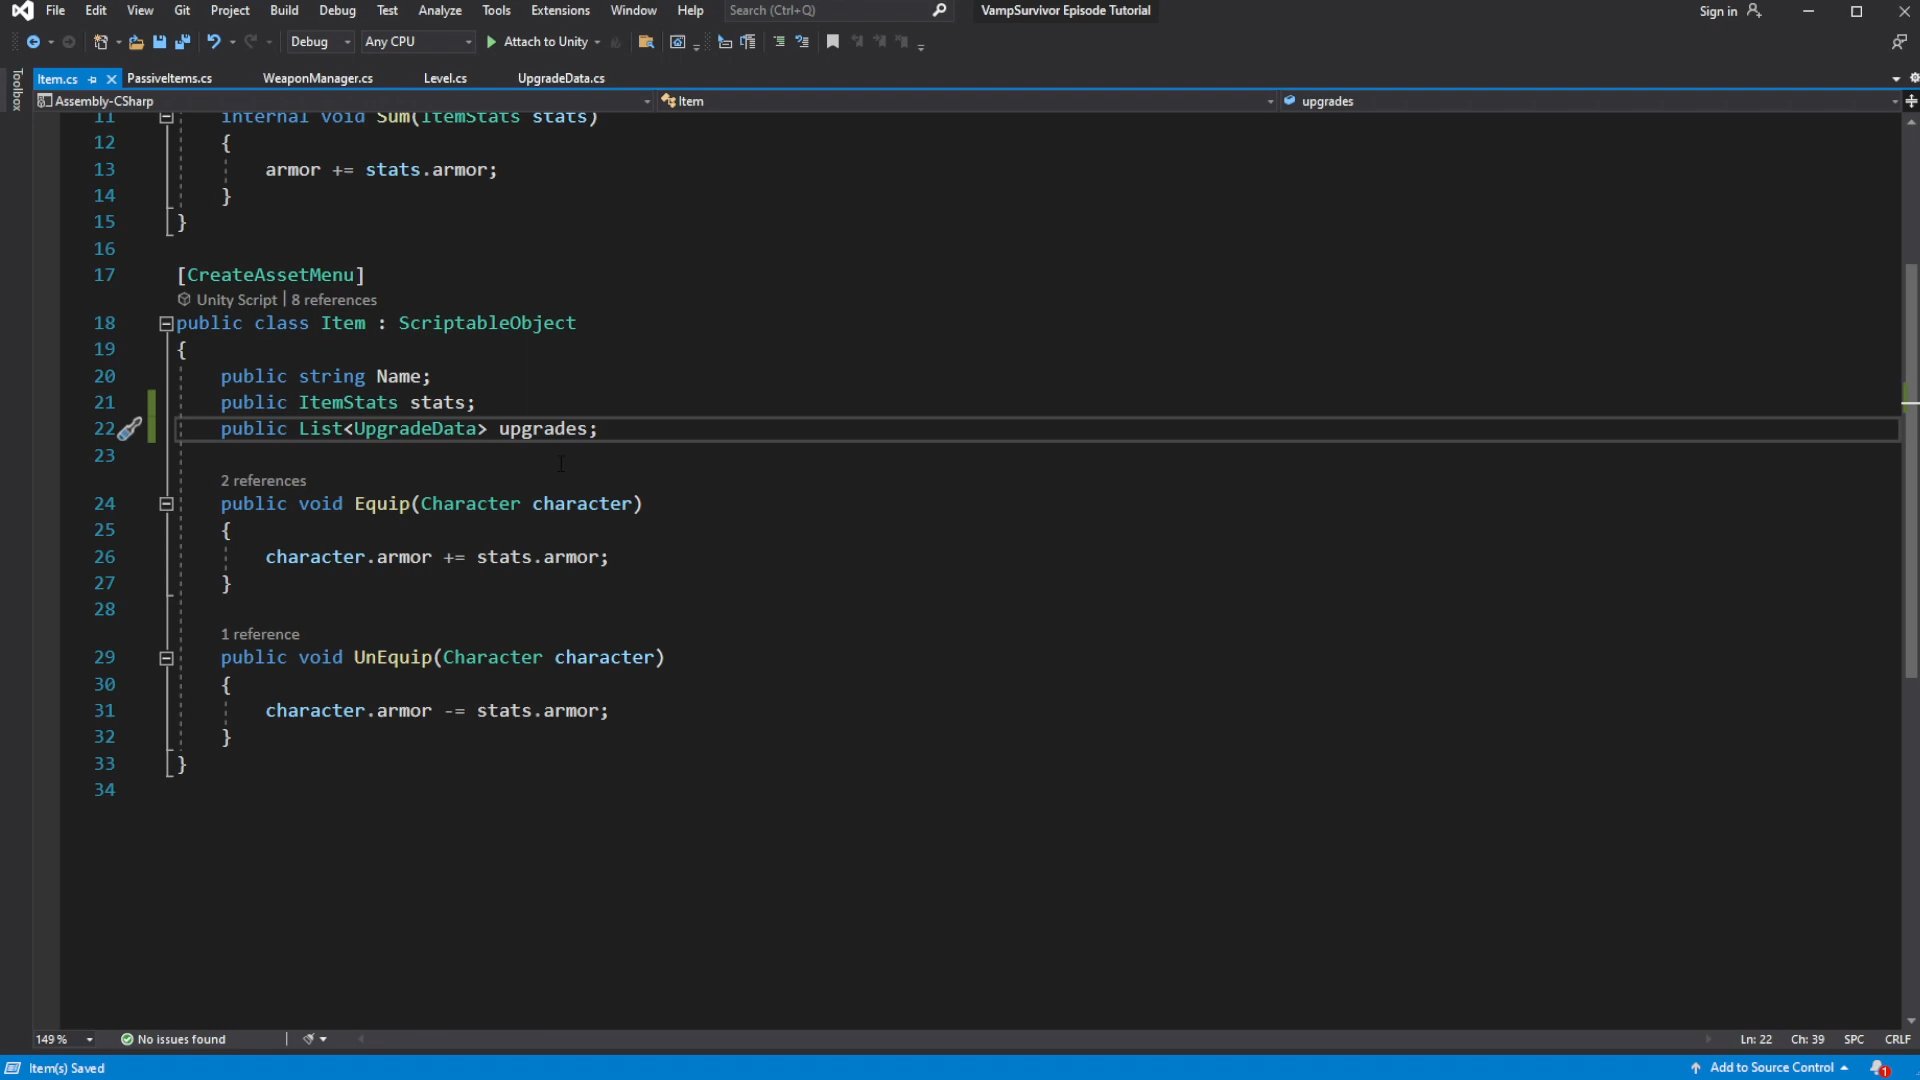 File Edit View Git Project Build Debug Test Analyze Tools Extensions Window Help Search (Ctrl+Q) VampSurvivor Episode Tutorial Sign in
Debug Any CPU Attach to Unity
Toolbox
Item.cs PassiveItems.cs WeaponManager.cs Level.cs UpgradeData.cs
Assembly-CSharp Item upgrades
11 internal void Sum(ItemStats stats)
12 {
13 armor += stats.armor;
14 }
15 }
16
17 [CreateAssetMenu]
Unity Script | 8 references
18 public class Item : ScriptableObject
19 {
20 public string Name;
21 public ItemStats stats;
22 public List<UpgradeData> upgrades;
23
2 references
24 public void Equip(Character character)
25 {
26 character.armor += stats.armor;
27 }
28
1 reference
29 public void UnEquip(Character character)
30 {
31 character.armor -= stats.armor;
32 }
33 }
34
149 % No issues found Ln: 22 Ch: 39 SPC CRLF
Item(s) Saved Add to Source Control 1